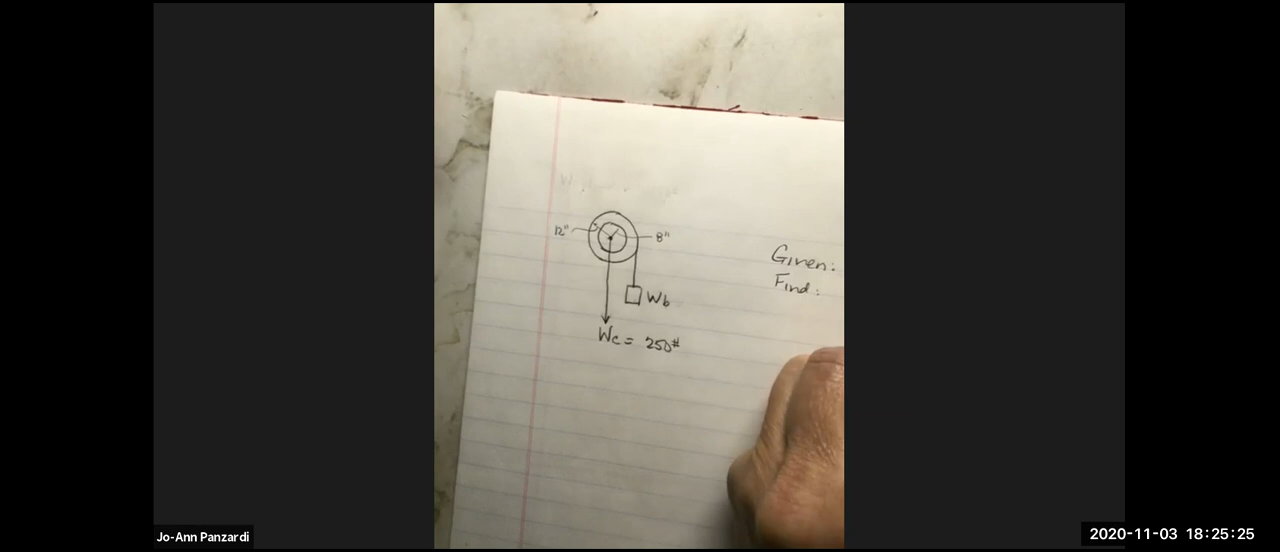 12"
8"
Given:
Find:
Wb
Wc = 250#
Jo-Ann Panzardi
2020-11-03 18:25:25